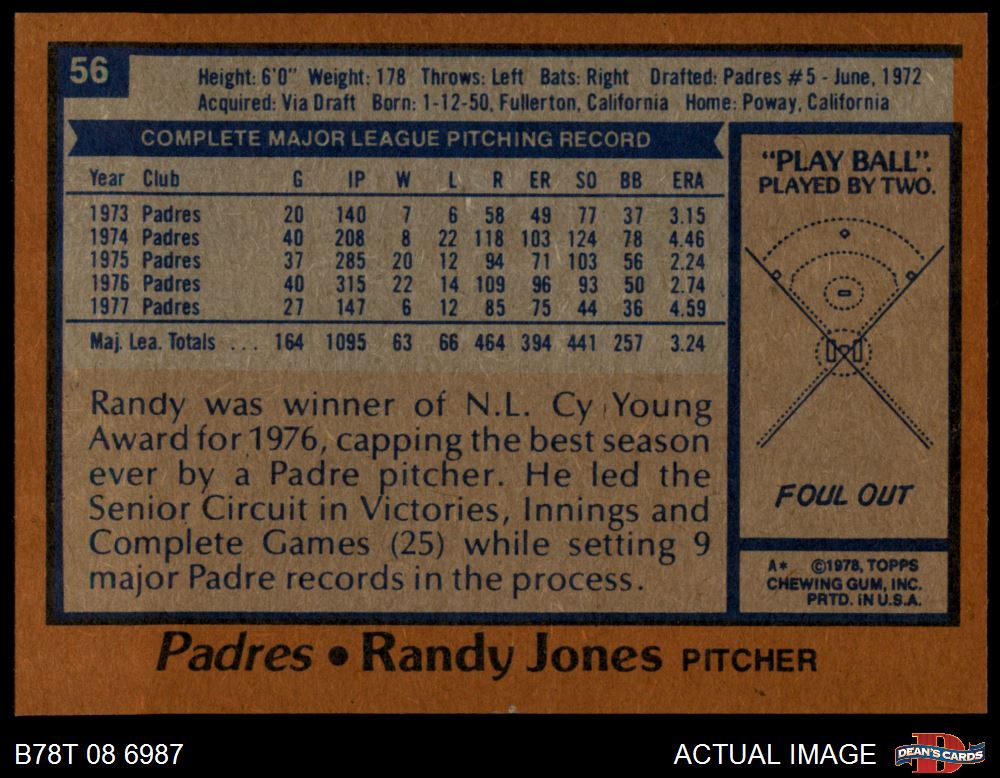 56
Height: 6'0" Weight: 178 Throws: Left Bats: Right Drafted: Padres #5 - June, 1972
Acquired: Via Draft Born: 1-12-50, Fullerton, California Home: Poway, California
COMPLETE MAJOR LEAGUE PITCHING RECORD
Year Club G IP W L R ER SO BB ERA
1973 Padres 20 140 7 6 58 49 77 37 3.15
1974 Padres 40 208 8 22 118 103 124 78 4.46
1975 Padres 37 285 20 12 94 71 103 56 2.24
1976 Padres 40 315 22 14 109 96 93 50 2.74
1977 Padres 27 147 6 12 85 75 44 36 4.59
Maj. Lea. Totals ... 164 1095 63 66 464 394 441 257 3.24
Randy was winner of N.L. Cy Young
Award for 1976, capping the best season
ever by a Padre pitcher. He led the
Senior Circuit in Victories, Innings and
Complete Games (25) while setting 9
major Padre records in the process.
"PLAY BALL".
PLAYED BY TWO.
FOUL OUT
A* ©1978, TOPPS
CHEWING GUM, INC.
PRTD. IN U.S.A.
Padres • Randy Jones PITCHER
B78T 08 6987
ACTUAL IMAGE
DEAN'S CARDS